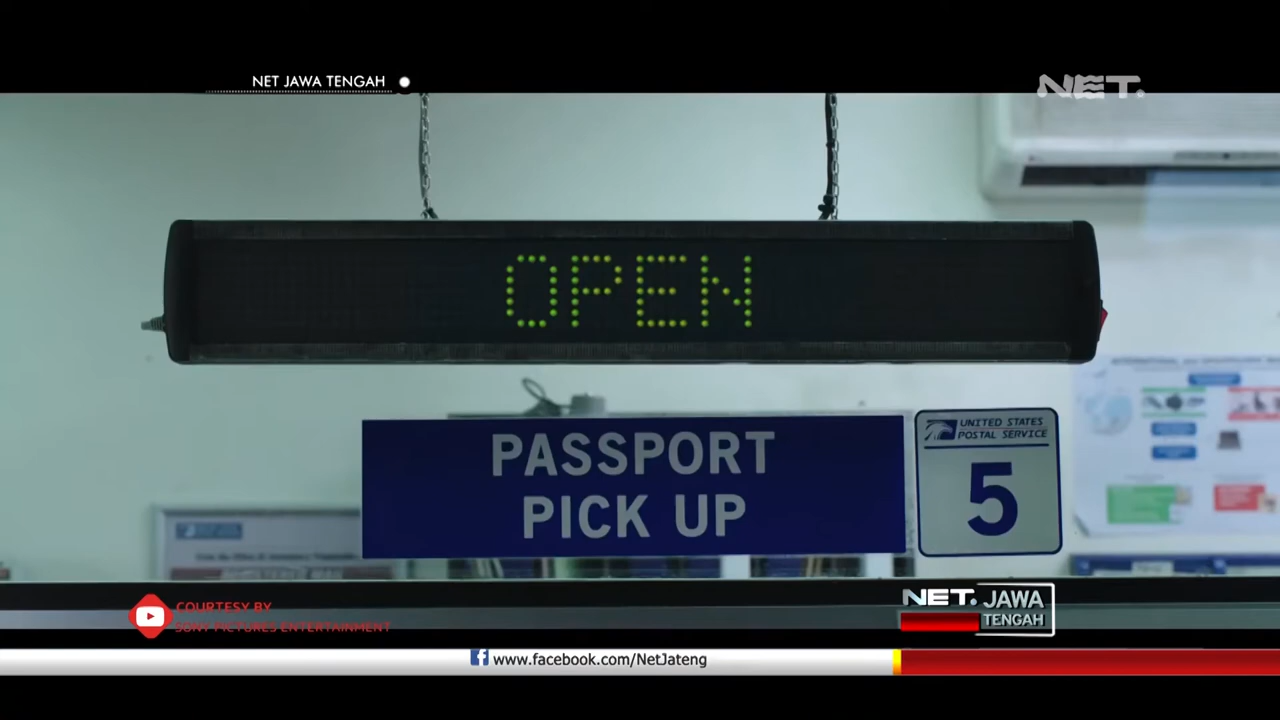 NET JAWA TENGAH
NET.
OPEN
PASSPORT
PICK UP
UNITED STATES
POSTAL SERVICE
5
COURTESY BY
SONY PICTURES ENTERTAINMENT
NET. JAWA
TENGAH
www.facebook.com/NetJateng